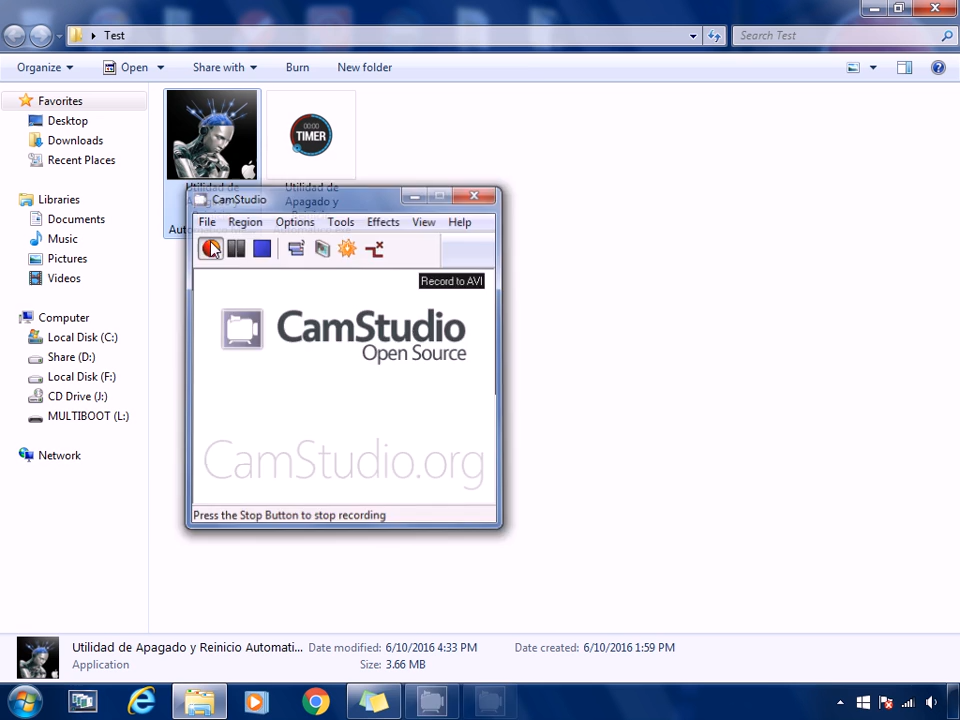 Test
Search Test
Organize
Open
Share with
Burn
New folder
Favorites
Desktop
Downloads
Recent Places
Libraries
Documents
Music
Pictures
Videos
Computer
Local Disk (C:)
Share (D:)
Local Disk (F:)
CD Drive (J:)
MULTIBOOT (L:)
Network
00:00
TIMER
Utilidad de
Utilidad de
Apagado y
CamStudio
File Region Options Tools Effects View Help
Record to AVI
CamStudio
Open Source
CamStudio.org
Press the Stop Button to stop recording
Utilidad de Apagado y Reinicio Automati... Date modified: 6/10/2016 4:33 PM Date created: 6/10/2016 1:59 PM
Application Size: 3.66 MB